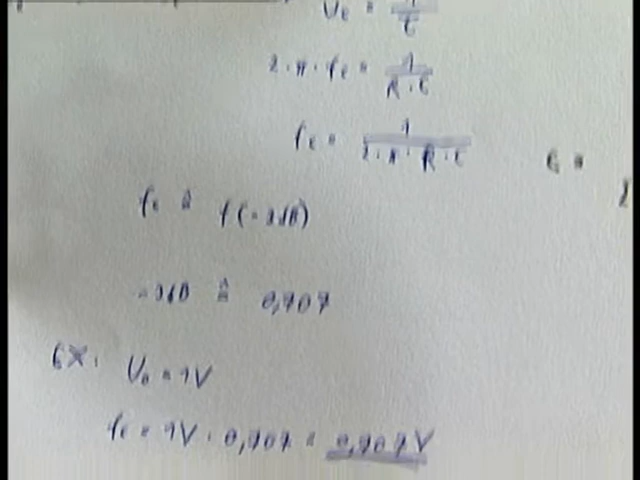 2 · π · fc = 1 / R · C
fc = 1 / 2 · π · R · C
C =
fc ≙ f(-3dB)
-3dB ≙ 0,707
EX: U₀ = 1V
fc = 1V · 0,707 = 0,707V